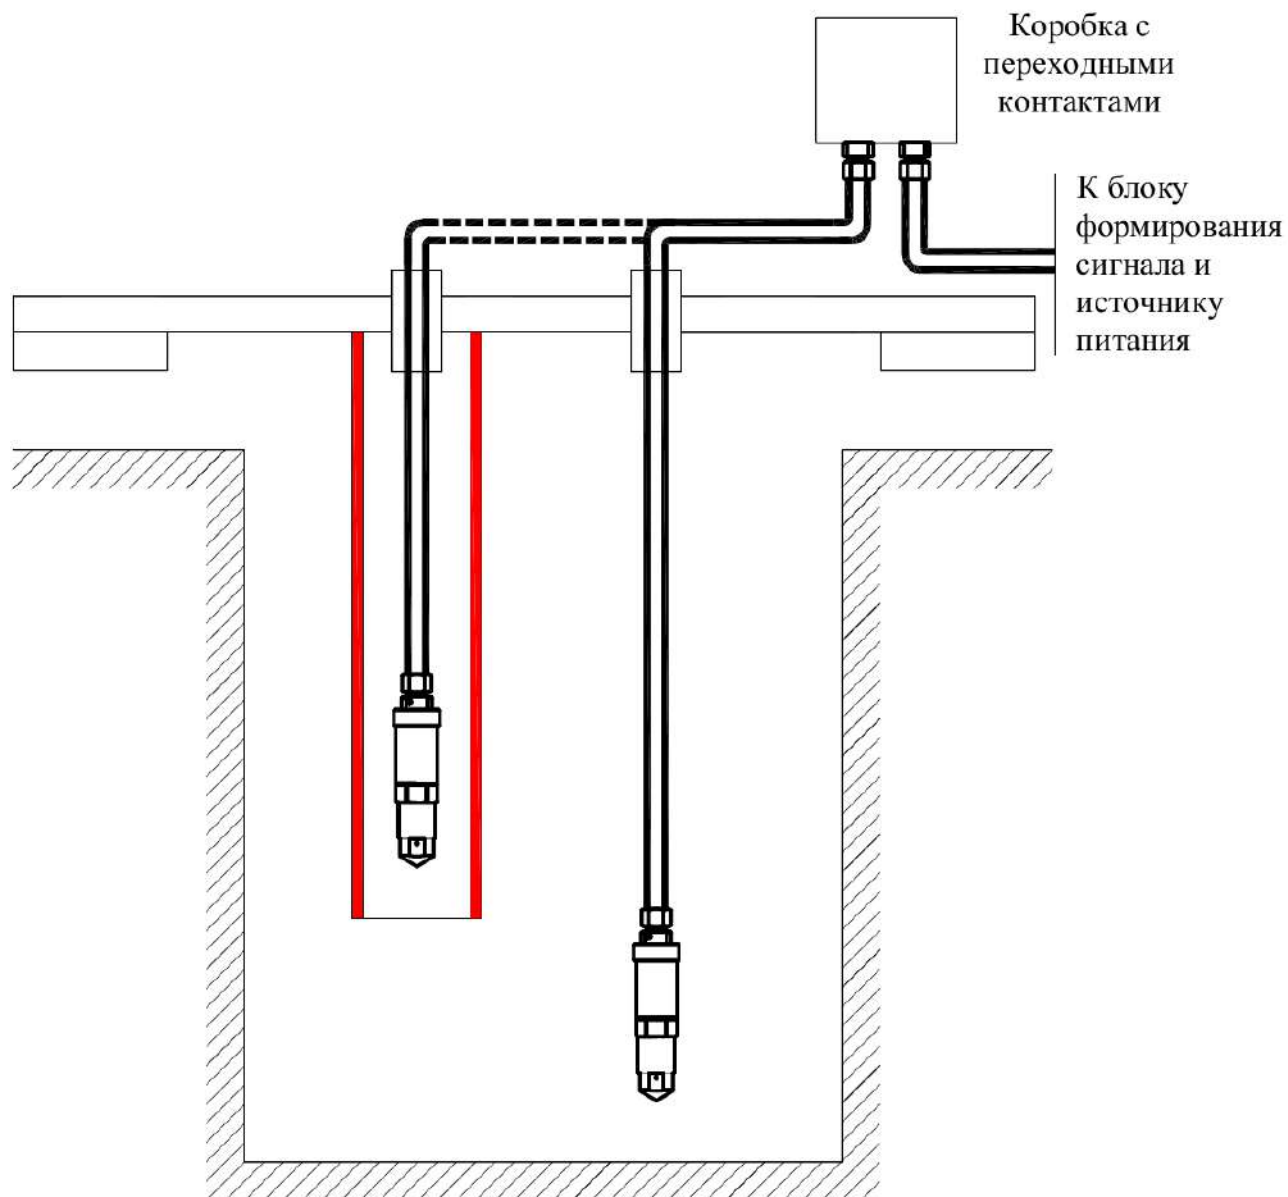 Коробка с
переходными
контактами
К блоку
формирования
сигнала и
источнику
питания